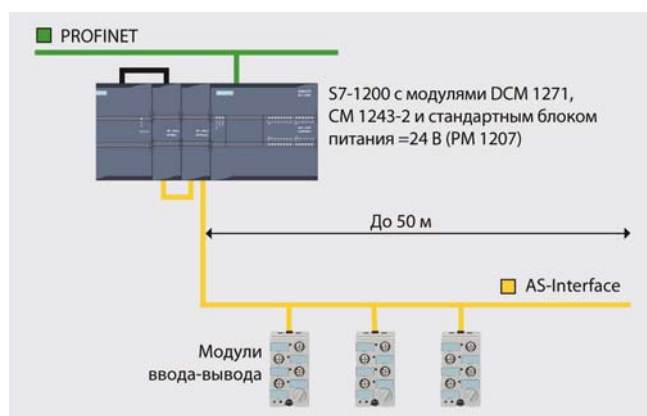 PROFINET
S7-1200 с модулями DCM 1271,
CM 1243-2 и стандартным блоком
питания =24 В (PM 1207)
До 50 м
AS-Interface
Модули
ввода-вывода